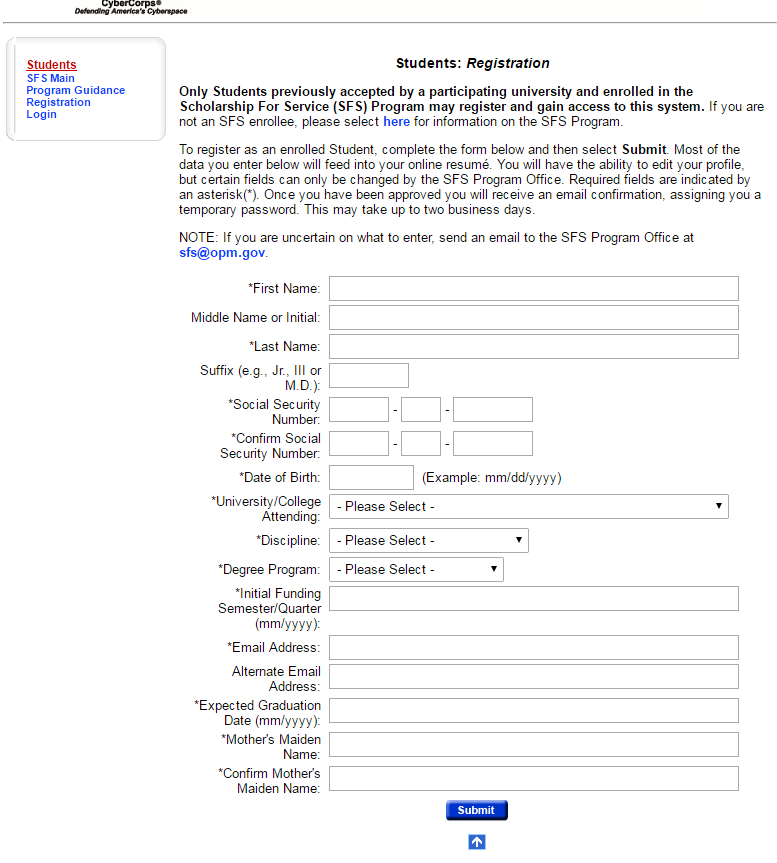 CyberCorps®
Defending America's Cyberspace
Students
SFS Main
Program Guidance
Registration
Login
Students: Registration
Only Students previously accepted by a participating university and enrolled in the
Scholarship For Service (SFS) Program may register and gain access to this system. If you are
not an SFS enrollee, please select here for information on the SFS Program.
To register as an enrolled Student, complete the form below and then select Submit. Most of the
data you enter below will feed into your online resumé. You will have the ability to edit your profile,
but certain fields can only be changed by the SFS Program Office. Required fields are indicated by
an asterisk(*). Once you have been approved you will receive an email confirmation, assigning you a
temporary password. This may take up to two business days.
NOTE: If you are uncertain on what to enter, send an email to the SFS Program Office at
sfs@opm.gov.
*First Name:
Middle Name or Initial:
*Last Name:
Suffix (e.g., Jr., III or
M.D.):
*Social Security
Number:
- -
*Confirm Social
Security Number:
- -
*Date of Birth: (Example: mm/dd/yyyy)
*University/College
Attending:
- Please Select -
*Discipline: - Please Select -
*Degree Program: - Please Select -
*Initial Funding
Semester/Quarter
(mm/yyyy):
*Email Address:
Alternate Email
Address:
*Expected Graduation
Date (mm/yyyy):
*Mother's Maiden
Name:
*Confirm Mother's
Maiden Name:
Submit